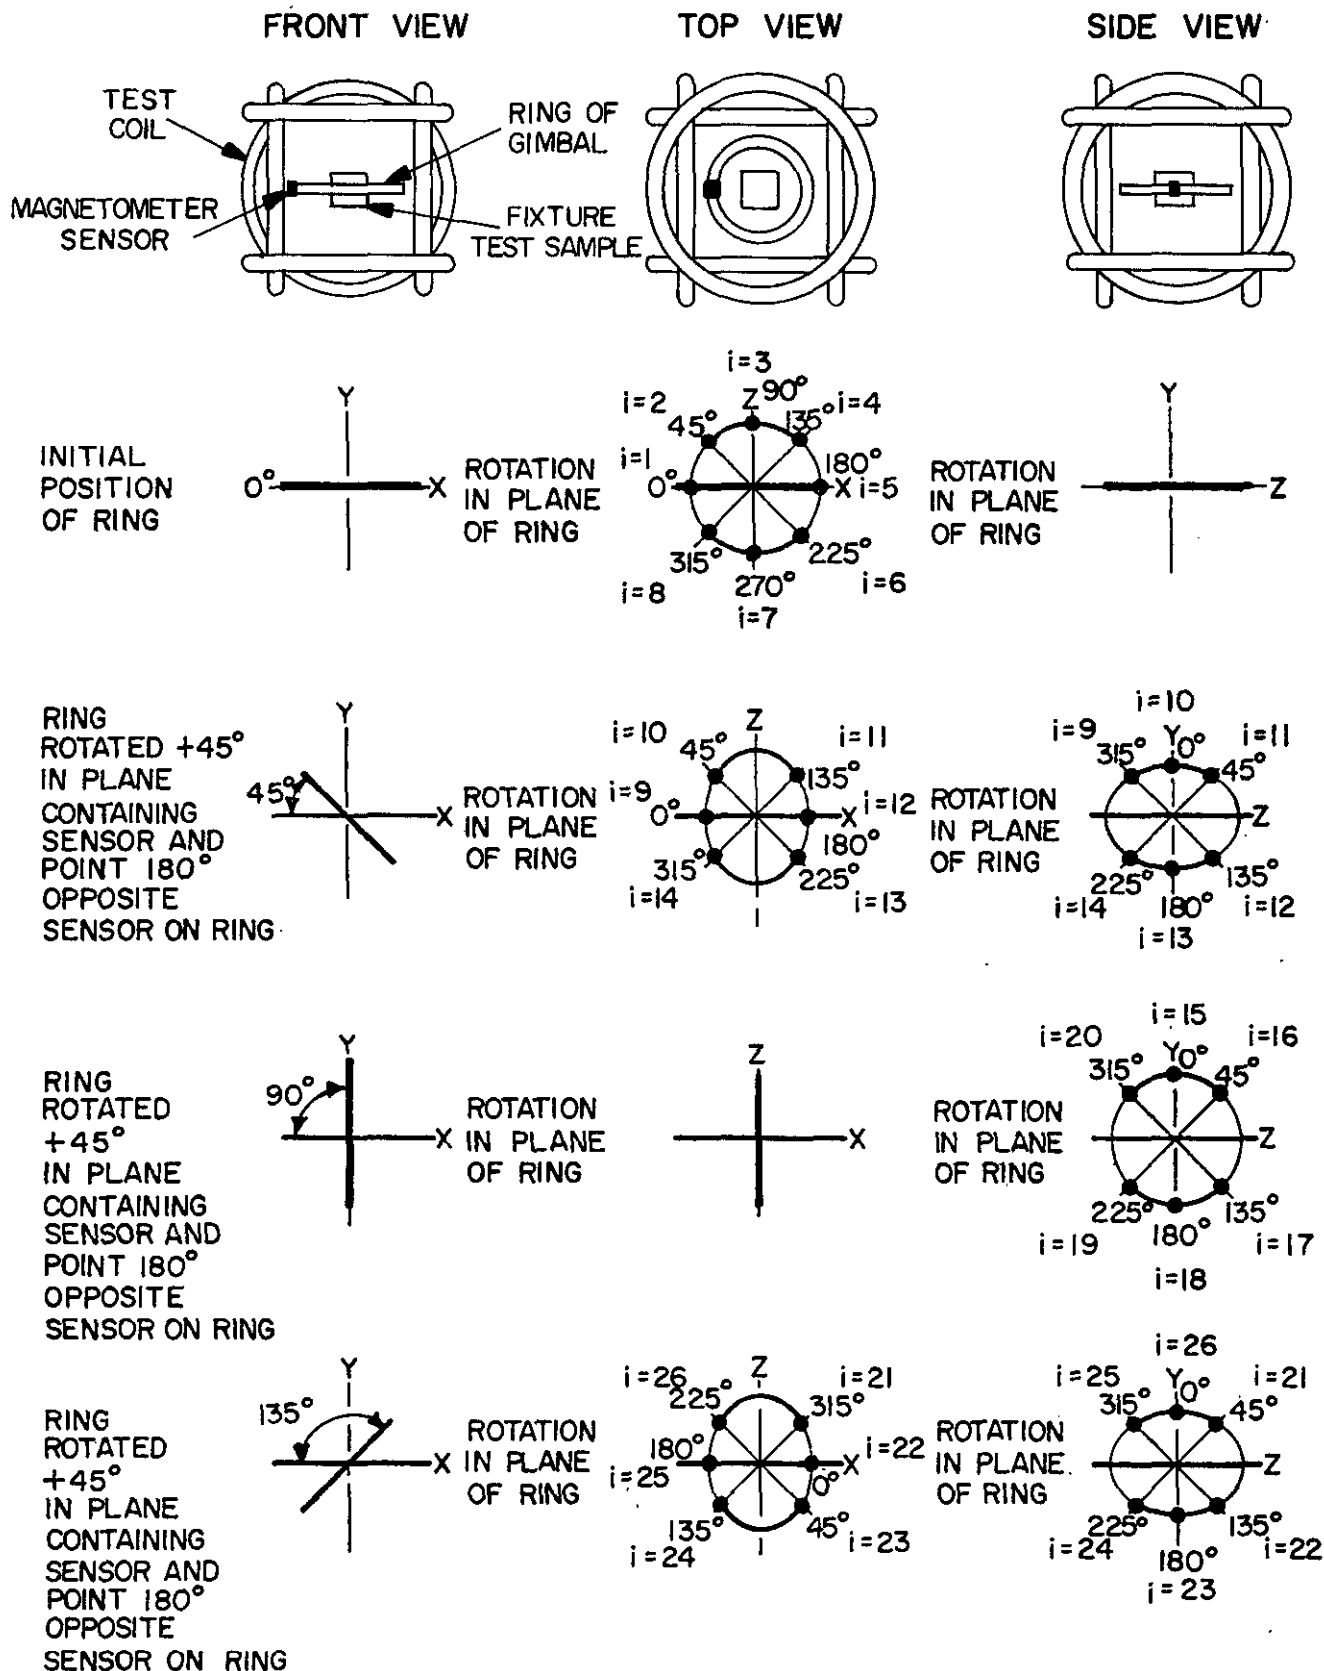 FRONT VIEW
TOP VIEW
SIDE VIEW
TEST
COIL
RING OF
GIMBAL
MAGNETOMETER
SENSOR
FIXTURE
TEST SAMPLE
INITIAL
POSITION
OF RING
Y
0°
X
ROTATION
IN PLANE
OF RING
i=3
90°
Z
i=2
45°
135°
i=4
i=1
0°
180°
X
i=5
315°
225°
i=8
270°
i=6
i=7
ROTATION
IN PLANE
OF RING
Y
Z
RING
ROTATED +45°
IN PLANE
CONTAINING
SENSOR AND
POINT 180°
OPPOSITE
SENSOR ON RING
Y
45°
X
ROTATION
IN PLANE
OF RING
Z
i=10
45°
i=11
135°
i=9
0°
i=12
X
180°
315°
225°
i=14
i=13
ROTATION
IN PLANE
OF RING
i=10
i=9
Y
0°
i=11
315°
45°
Z
225°
135°
i=14
180°
i=12
i=13
RING
ROTATED
+45°
IN PLANE
CONTAINING
SENSOR AND
POINT 180°
OPPOSITE
SENSOR ON RING
Y
90°
X
ROTATION
IN PLANE
OF RING
Z
X
ROTATION
IN PLANE
OF RING
i=15
i=20
Y
0°
i=16
315°
45°
Z
225°
135°
i=19
180°
i=17
i=18
RING
ROTATED
+45°
IN PLANE
CONTAINING
SENSOR AND
POINT 180°
OPPOSITE
SENSOR ON RING
Y
135°
X
ROTATION
IN PLANE
OF RING
Z
i=26
225°
i=21
315°
180°
X
i=22
i=25
0°
135°
45°
i=24
i=23
ROTATION
IN PLANE
OF RING
i=26
i=25
Y
0°
i=21
315°
45°
Z
225°
135°
i=24
180°
i=22
i=23